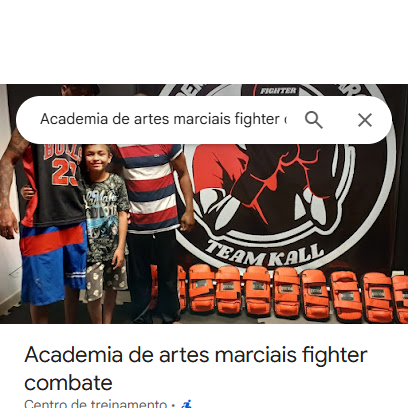 FIGHTER
Academia de artes marciais fighter
BULLS
23
TEAM KALL
Academia de artes marciais fighter
combate
Centro de treinamento ·